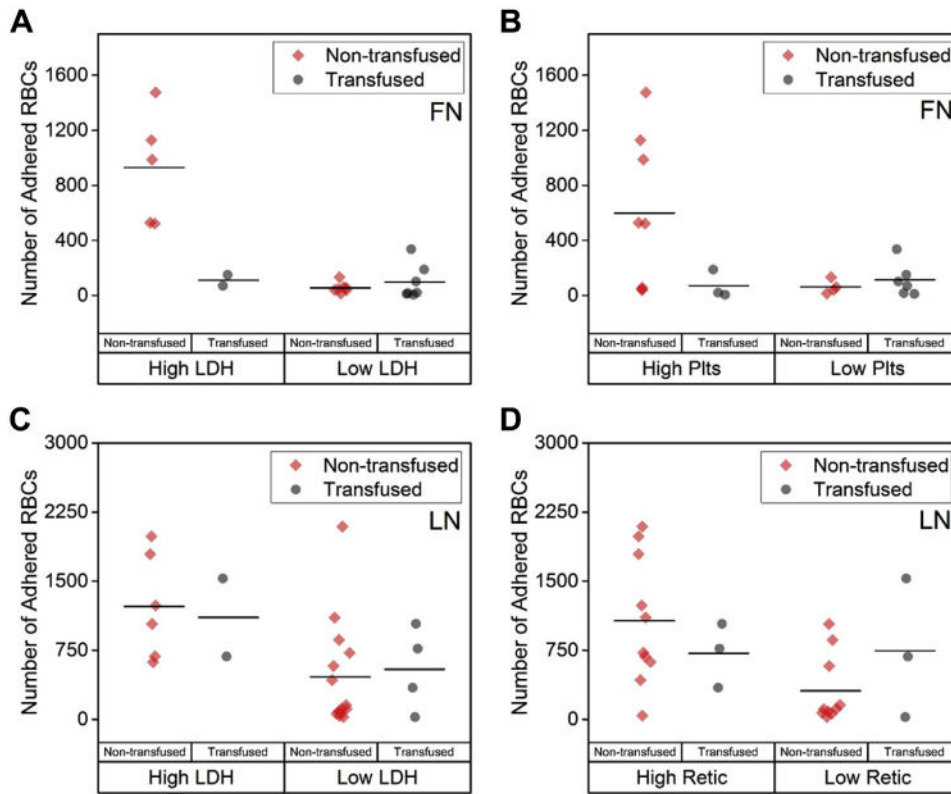 A
Number of Adhered RBCs
1600
1200
800
400
0
Non-transfused
Transfused
FN
Non-transfused Transfused Non-transfused Transfused
High LDH Low LDH
B
Number of Adhered RBCs
1600
1200
800
400
0
Non-transfused
Transfused
FN
Non-transfused Transfused Non-transfused Transfused
High Plts Low Plts
C
Number of Adhered RBCs
3000
2250
1500
750
0
Non-transfused
Transfused
LN
Non-transfused Transfused Non-transfused Transfused
High LDH Low LDH
D
Number of Adhered RBCs
3000
2250
1500
750
0
Non-transfused
Transfused
LN
Non-transfused Transfused Non-transfused Transfused
High Retic Low Retic